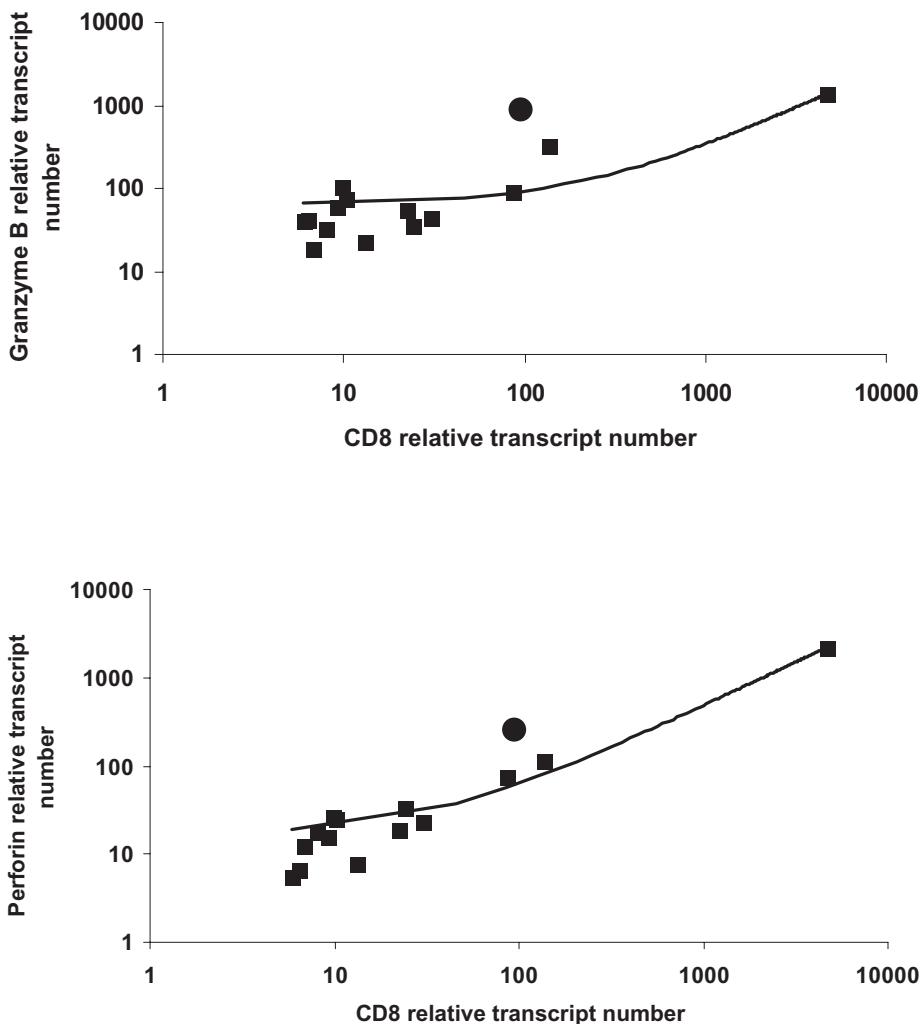 Granzyme B relative transcript
number
10000
1000
100
10
1
1 10 100 1000 10000
CD8 relative transcript number
Perforin relative transcript
number
10000
1000
100
10
1
1 10 100 1000 10000
CD8 relative transcript number